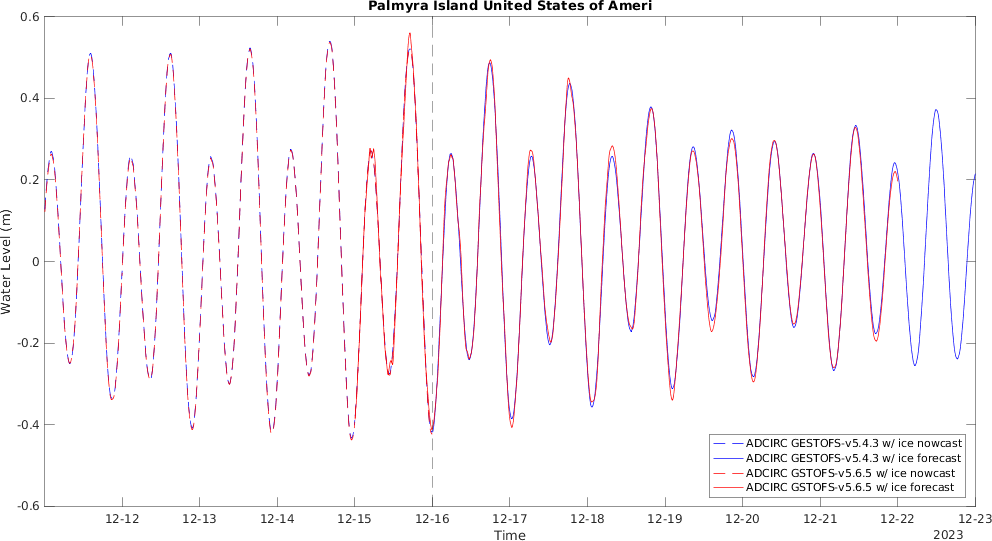 Palmyra Island United States of Ameri
0.6
0.4
0.2
0
-0.2
-0.4
-0.6
Water Level (m)
ADCIRC GESTOFS-v5.4.3 w/ ice nowcast
ADCIRC GESTOFS-v5.4.3 w/ ice forecast
ADCIRC GSTOFS-v5.6.5 w/ ice nowcast
ADCIRC GSTOFS-v5.6.5 w/ ice forecast
12-12 12-13 12-14 12-15 12-16 12-17 12-18 12-19 12-20 12-21 12-22 12-23
Time
2023